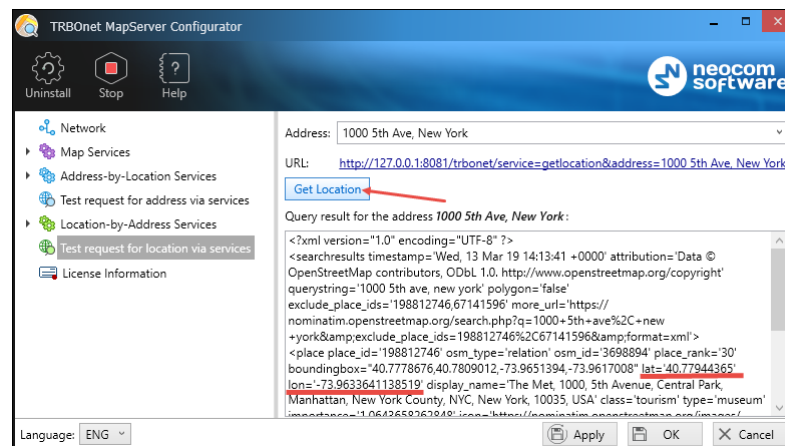 TRBOnet MapServer Configurator
Uninstall
Stop
Help
neocom
software
Network
Map Services
Address-by-Location Services
Test request for address via services
Location-by-Address Services
Test request for location via services
License Information
Address: 1000 5th Ave, New York
URL: http://127.0.0.1:8081/trbonet/service=getlocation&address=1000 5th Ave, New York
Get Location
Query result for the address 1000 5th Ave, New York:
<?xml version="1.0" encoding="UTF-8" ?>
<searchresults timestamp='Wed, 13 Mar 19 14:13:41 +0000' attribution='Data ©
OpenStreetMap contributors, ODbL 1.0. http://www.openstreetmap.org/copyright'
querystring='1000 5th ave, new york' polygon='false'
exclude_place_ids='198812746,67141596' more_url='https://
nominatim.openstreetmap.org/search.php?q=1000+5th+ave%2C+new
+york&amp;exclude_place_ids=198812746%2C67141596&amp;format=xml'>
<place place_id='198812746' osm_type='relation' osm_id='3698894' place_rank='30'
boundingbox="40.7778676,40.7809012,-73.9651394,-73.9617008" lat='40.77944365'
lon='-73.9633641138519' display_name='The Met, 1000, 5th Avenue, Central Park,
Manhattan, New York County, NYC, New York, 10035, USA' class='tourism' type='museum'
importance='1.0643658262848' icon='https://nominatim.openstreetmap.org/images/
Language: ENG
Apply
OK
Cancel